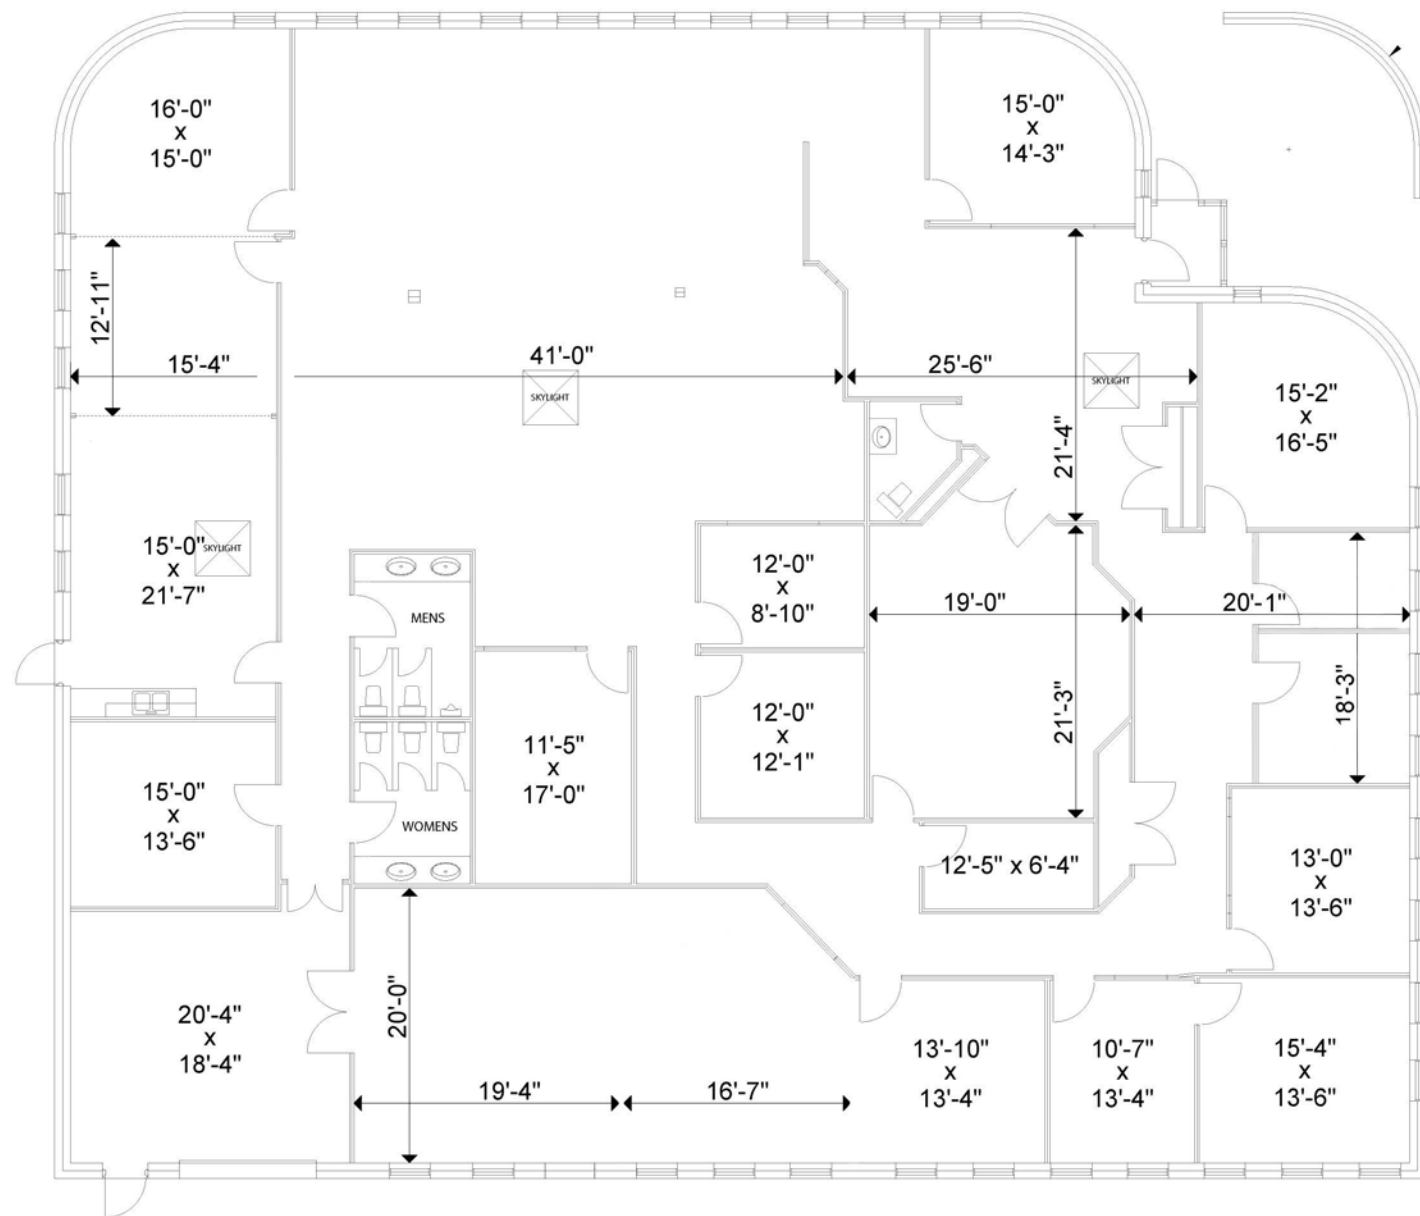 16'-0"
x
15'-0"
15'-0"
x
14'-3"
12'-11"
15'-4"
41'-0"
25'-6"
SKYLIGHT
SKYLIGHT
15'-2"
x
16'-5"
21'-4"
15'-0"
x
21'-7"
SKYLIGHT
12'-0"
x
8'-10"
19'-0"
20'-1"
MENS
21'-3"
18'-3"
11'-5"
x
17'-0"
12'-0"
x
12'-1"
15'-0"
x
13'-6"
WOMENS
12'-5" x 6'-4"
13'-0"
x
13'-6"
20'-4"
x
18'-4"
20'-0"
19'-4"
16'-7"
13'-10"
x
13'-4"
10'-7"
x
13'-4"
15'-4"
x
13'-6"